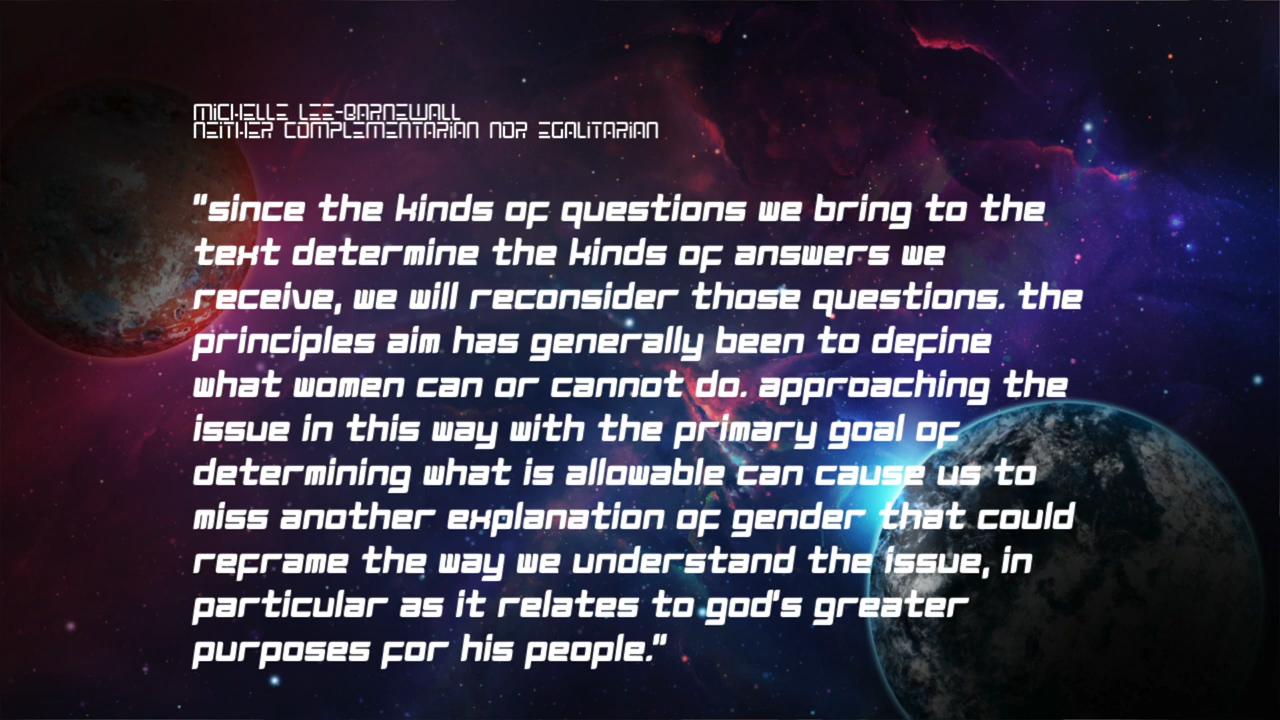 MICHELLE LEE-BARNEWALL
NEITHER COMPLEMENTARIAN NOR EGALITARIAN
"since the kinds of questions we bring to the
text determine the kinds of answers we
receive, we will reconsider those questions. the
principles aim has generally been to define
what women can or cannot do. approaching the
issue in this way with the primary goal of
determining what is allowable can cause us to
miss another explanation of gender that could
reframe the way we understand the issue, in
particular as it relates to god's greater
purposes for his people."